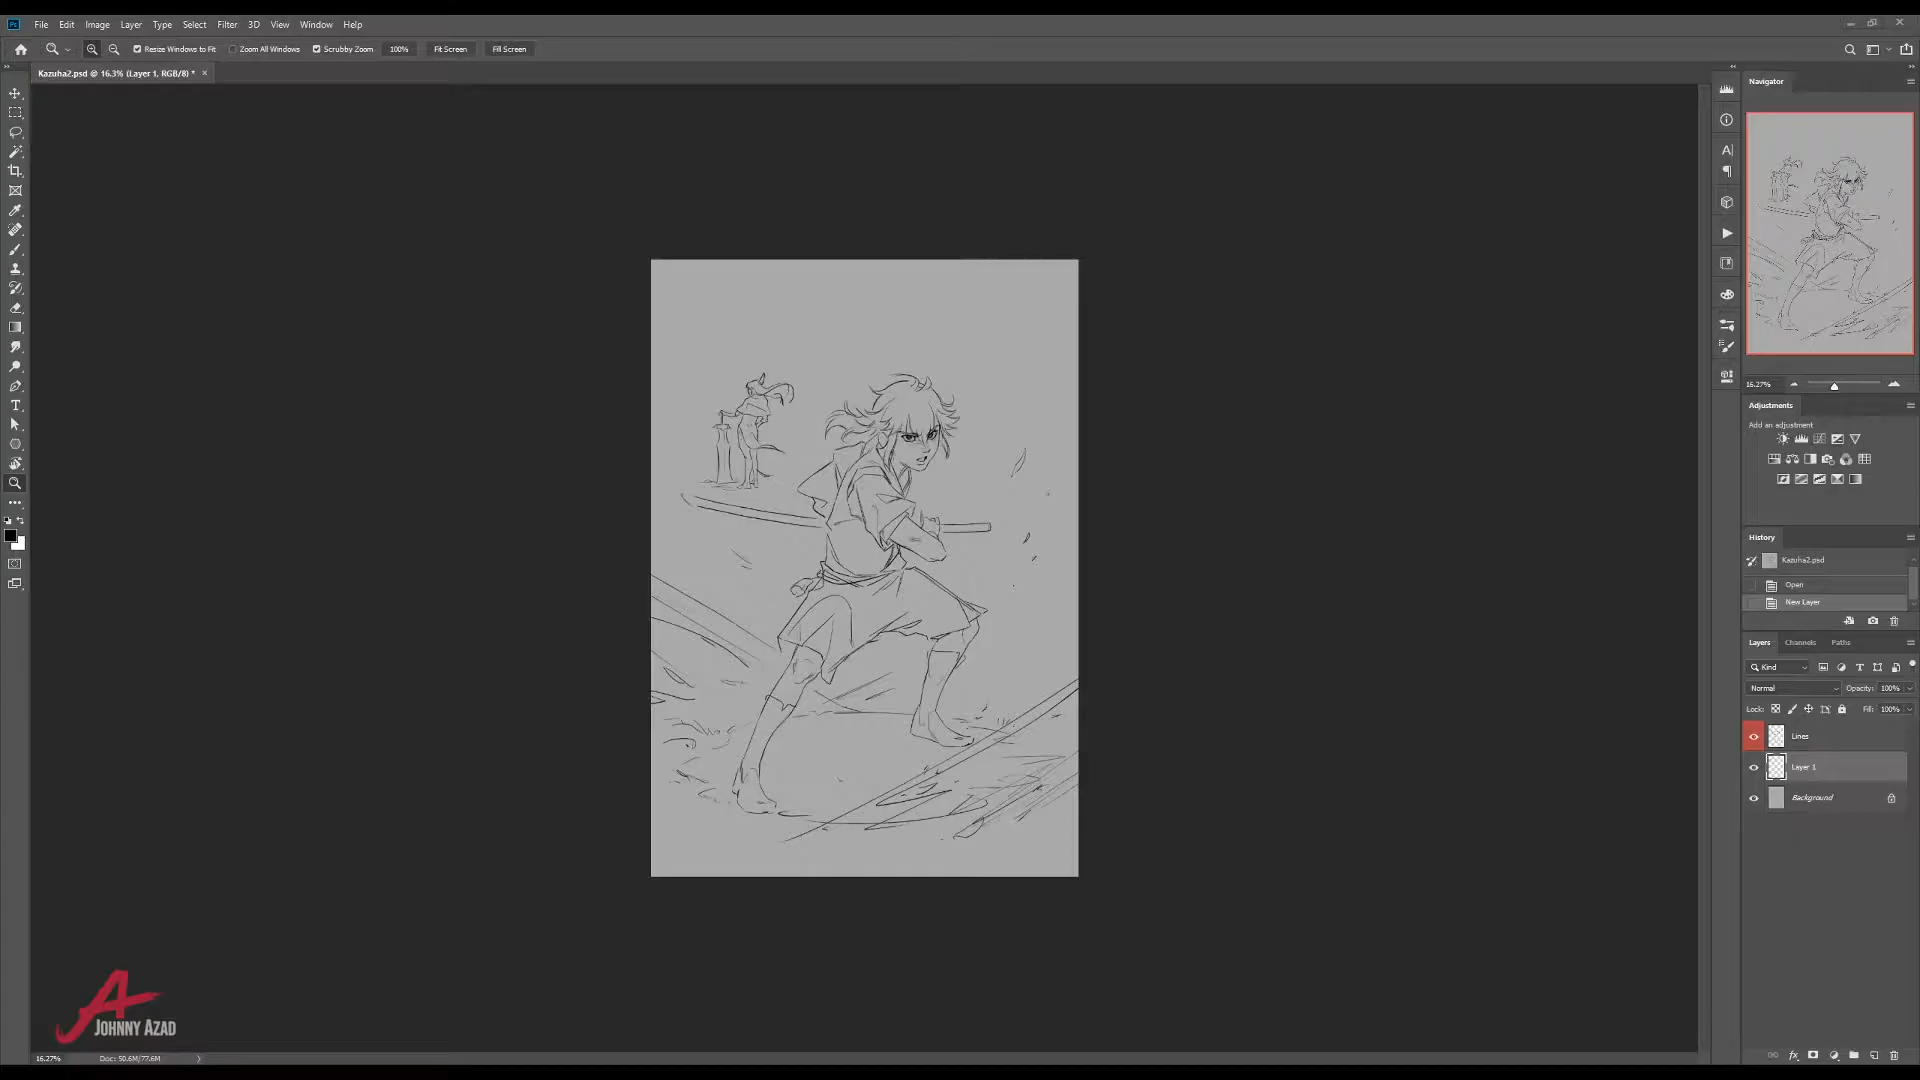 Ps File Edit Image Layer Type Select Filter 3D View Window Help
Resize Windows to Fit Zoom All Windows Scrubby Zoom 100% Fit Screen Fill Screen
Kazuha2.psd @ 16.3% (Layer 1, RGB/8) *
Navigator
16.27%
Adjustments
Add an adjustment
History
Kazuha2.psd
Open
New Layer
Layers Channels Paths
Kind
Normal Opacity: 100%
Lock: Fill: 100%
Lines
Layer 1
Background
JOHNNY AZAD
16.27% Doc: 50.6M/77.6M